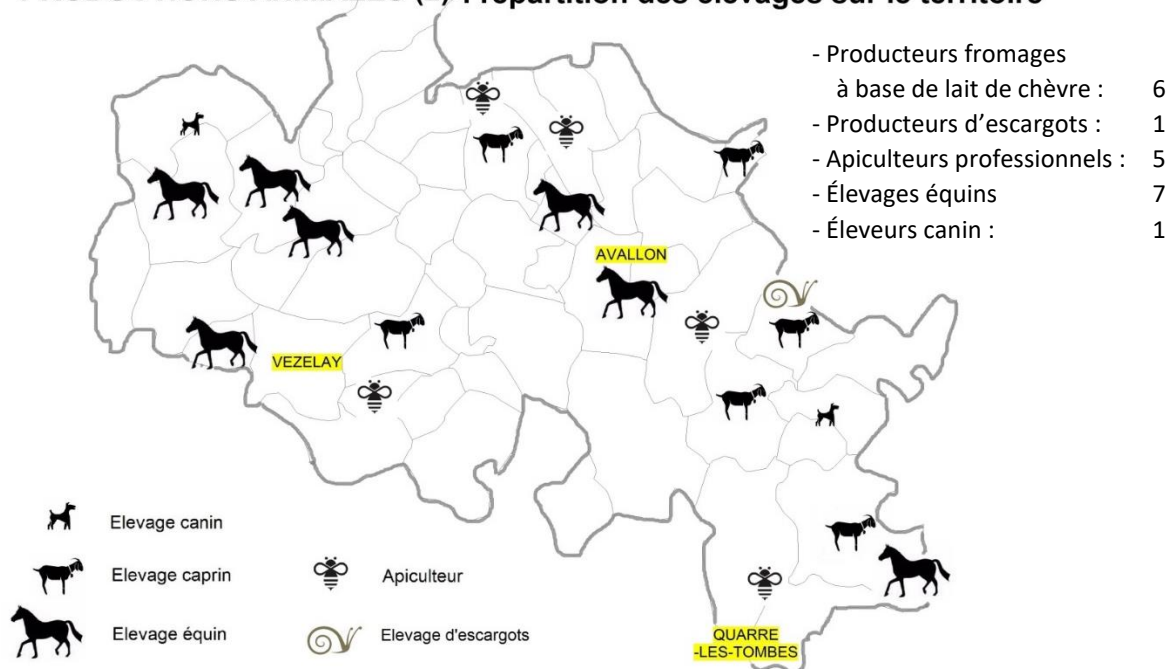 - Producteurs fromages
à base de lait de chèvre : 6
- Producteurs d’escargots : 1
- Apiculteurs professionnels : 5
- Élevages équins 7
- Éleveurs canin : 1
AVALLON
VEZELAY
Elevage canin
Elevage caprin
Apiculteur
Elevage équin
Elevage d'escargots
QUARRE
-LES-TOMBES